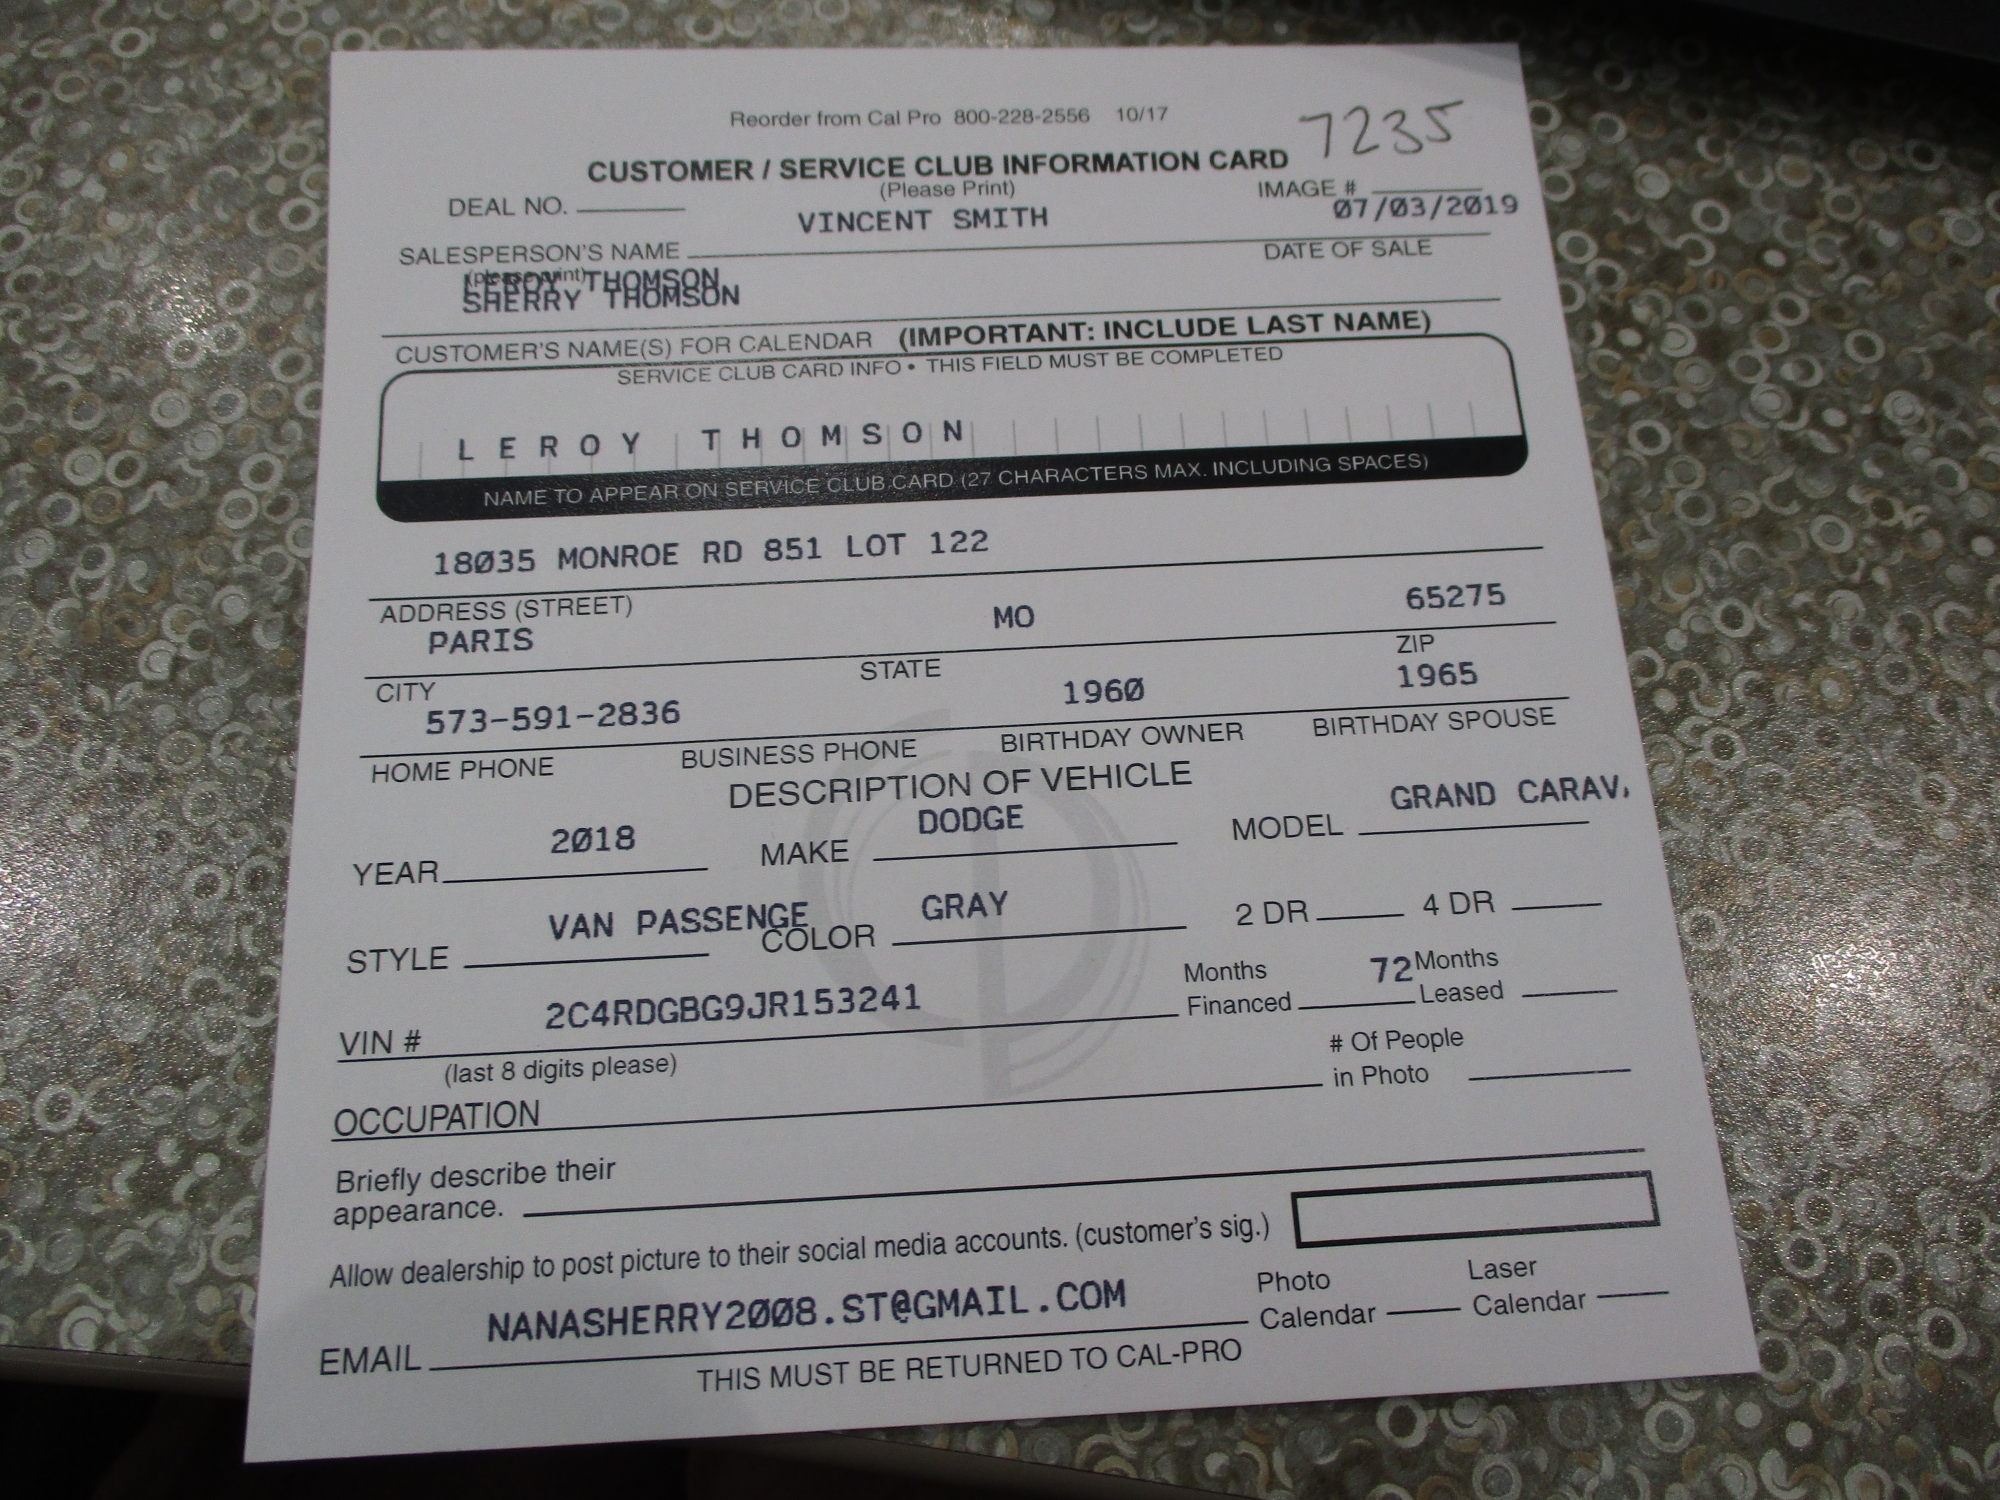 Reorder from Cal Pro 800-228-2556 10/17
7235
CUSTOMER / SERVICE CLUB INFORMATION CARD
(Please Print)
DEAL NO.
IMAGE #
VINCENT SMITH
07/03/2019
SALESPERSON'S NAME
DATE OF SALE
(please print)
LEROY THOMSON
SHERRY THOMSON
CUSTOMER'S NAME(S) FOR CALENDAR (IMPORTANT: INCLUDE LAST NAME)
SERVICE CLUB CARD INFO • THIS FIELD MUST BE COMPLETED
LEROY THOMSON
NAME TO APPEAR ON SERVICE CLUB CARD (27 CHARACTERS MAX. INCLUDING SPACES)
18035 MONROE RD 851 LOT 122
ADDRESS (STREET)
PARIS MO 65275
CITY STATE ZIP
573-591-2836 1960 1965
HOME PHONE BUSINESS PHONE BIRTHDAY OWNER BIRTHDAY SPOUSE
DESCRIPTION OF VEHICLE
YEAR 2018 MAKE DODGE MODEL GRAND CARAV
STYLE VAN PASSENGE COLOR GRAY 2 DR 4 DR
VIN # 2C4RDGBG9JR153241 Months Financed 72 Months Leased
(last 8 digits please)
OCCUPATION # Of People in Photo
Briefly describe their
appearance.
Allow dealership to post picture to their social media accounts. (customer's sig.)
EMAIL NANASHERRY2008.ST@GMAIL.COM Photo Calendar Laser Calendar
THIS MUST BE RETURNED TO CAL-PRO